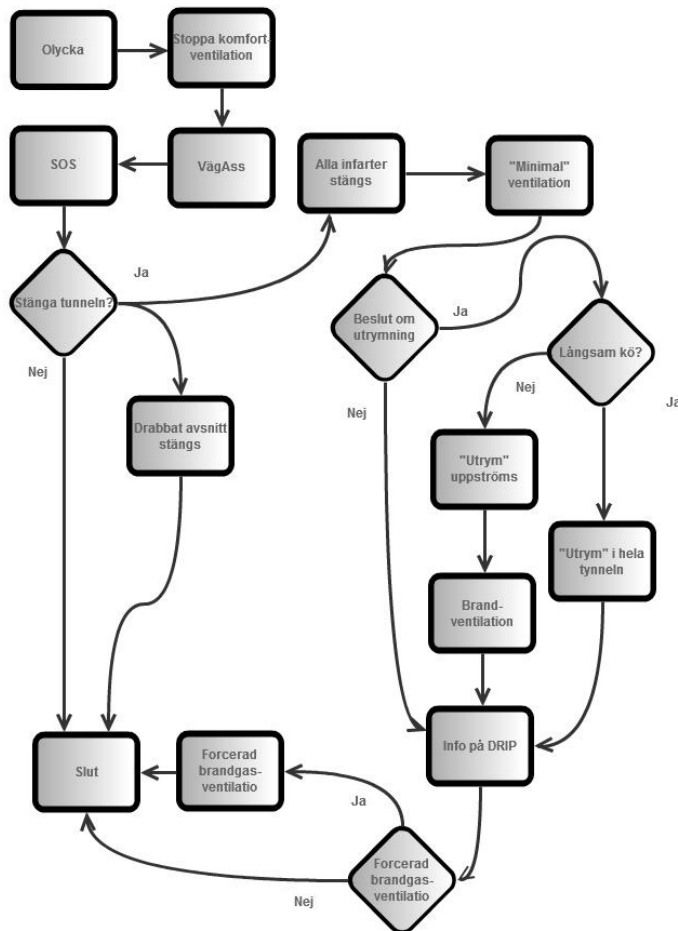 Olycka
Stoppa komfort-
ventilation
SOS
VägAss
Alla infarter
stängs
"Minimal"
ventilation
Stänga tunneln?
Ja
Nej
Drabbat avsnitt
stängs
Beslut om
utrymning
Ja
Nej
Långsam kö?
Nej
Ja
"Utrym"
uppströms
"Utrym" i hela
tynneln
Brand-
ventilation
Info på DRIP
Slut
Forcerad
brandgas-
ventilatio
Ja
Forcerad
brandgas-
ventilatio
Nej